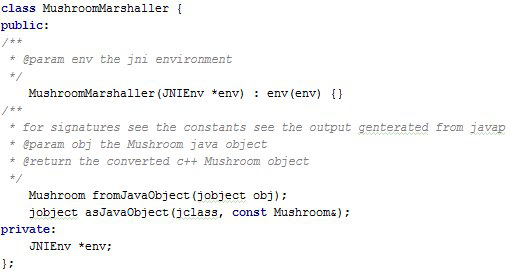 class MushroomMarshaller {
public:
/**
 * @param env the jni environment
 */
    MushroomMarshaller(JNIEnv *env) : env(env) {}
/**
 * for signatures see the constants see the output genterated from javap
 * @param obj the Mushroom java object
 * @return the converted c++ Mushroom object
 */
    Mushroom fromJavaObject(jobject obj);
    jobject asJavaObject(jclass, const Mushroom&);
private:
    JNIEnv *env;
};